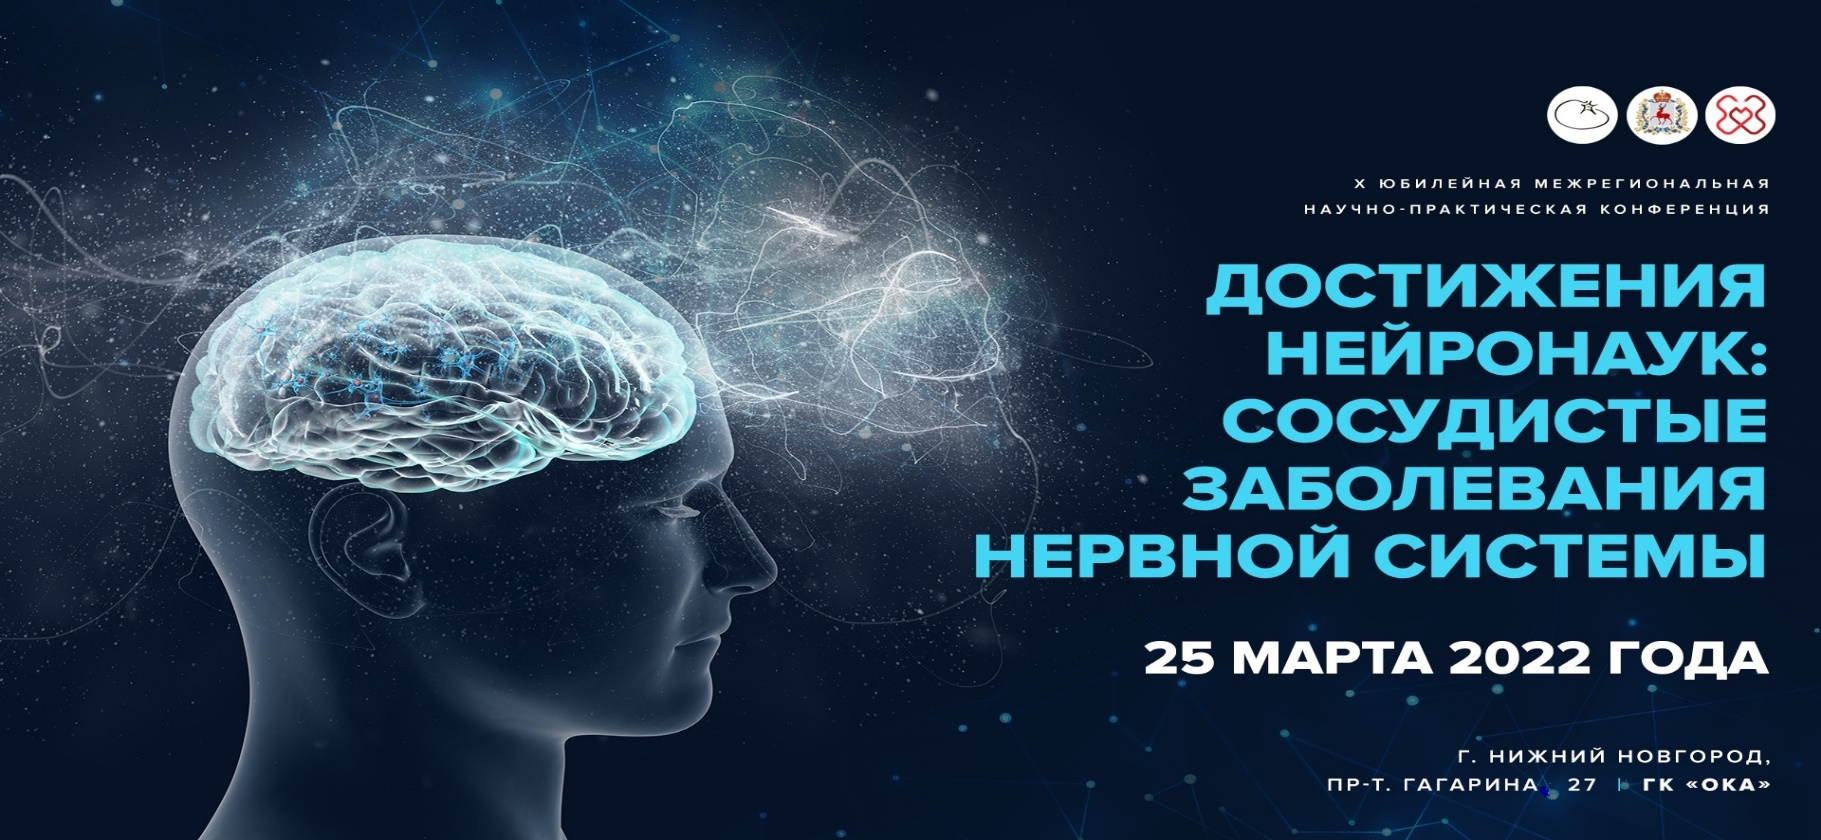 X ЮБИЛЕЙНАЯ МЕЖРЕГИОНАЛЬНАЯ
НАУЧНО-ПРАКТИЧЕСКАЯ КОНФЕРЕНЦИЯ
ДОСТИЖЕНИЯ
НЕЙРОНАУК:
СОСУДИСТЫЕ
ЗАБОЛЕВАНИЯ
НЕРВНОЙ СИСТЕМЫ
25 МАРТА 2022 ГОДА
Г. НИЖНИЙ НОВГОРОД,
ПР-Т. ГАГАРИНА, 27 | ГК «ОКА»